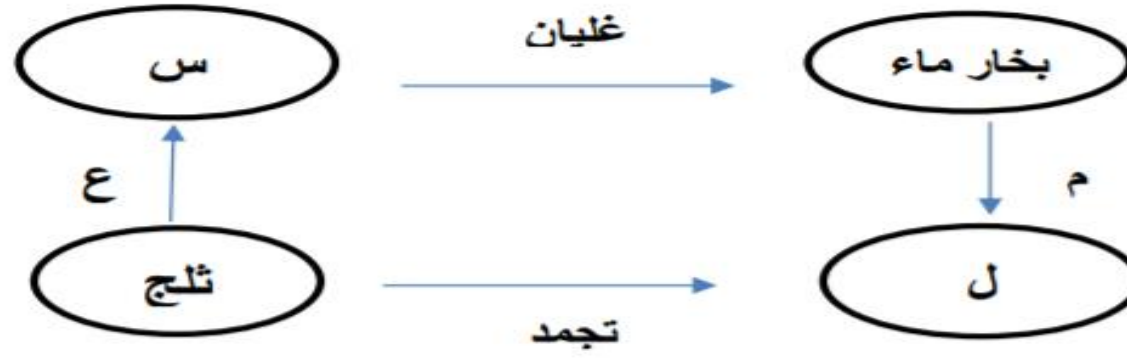 غليان
س
بخار ماء
ع
م
ثلج
ل
تجمد